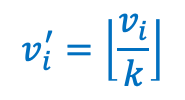 v′ᵢ = ⌊vᵢ / k⌋